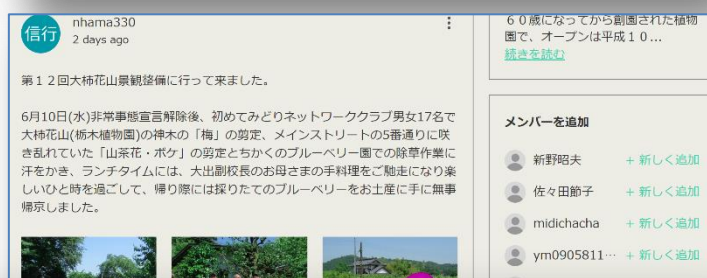 信行
nhama330
2 days ago
第１２回大柿花山景観整備に行って来ました。
6月10日(水)非常事態宣言解除後、初めてみどりネットワーククラブ男女17名で
大柿花山(栃木植物園)の神木の「梅」の剪定、メインストリートの5番通りに咲
き乱れていた「山茶花・ボケ」の剪定とちかくのブルーベリー園での除草作業に
汗をかき、ランチタイムには、大出副校長のお母さまの手料理をご馳走になり楽
しいひと時を過ごして、帰り際には採りたてのブルーベリーをお土産に手に無事
帰京しました。
６０歳になってから創園された植物
園で、オープンは平成１０...
続きを読む
メンバーを追加
新野昭夫 + 新しく追加
佐々田節子 + 新しく追加
midichacha + 新しく追加
ym0905811… + 新しく追加